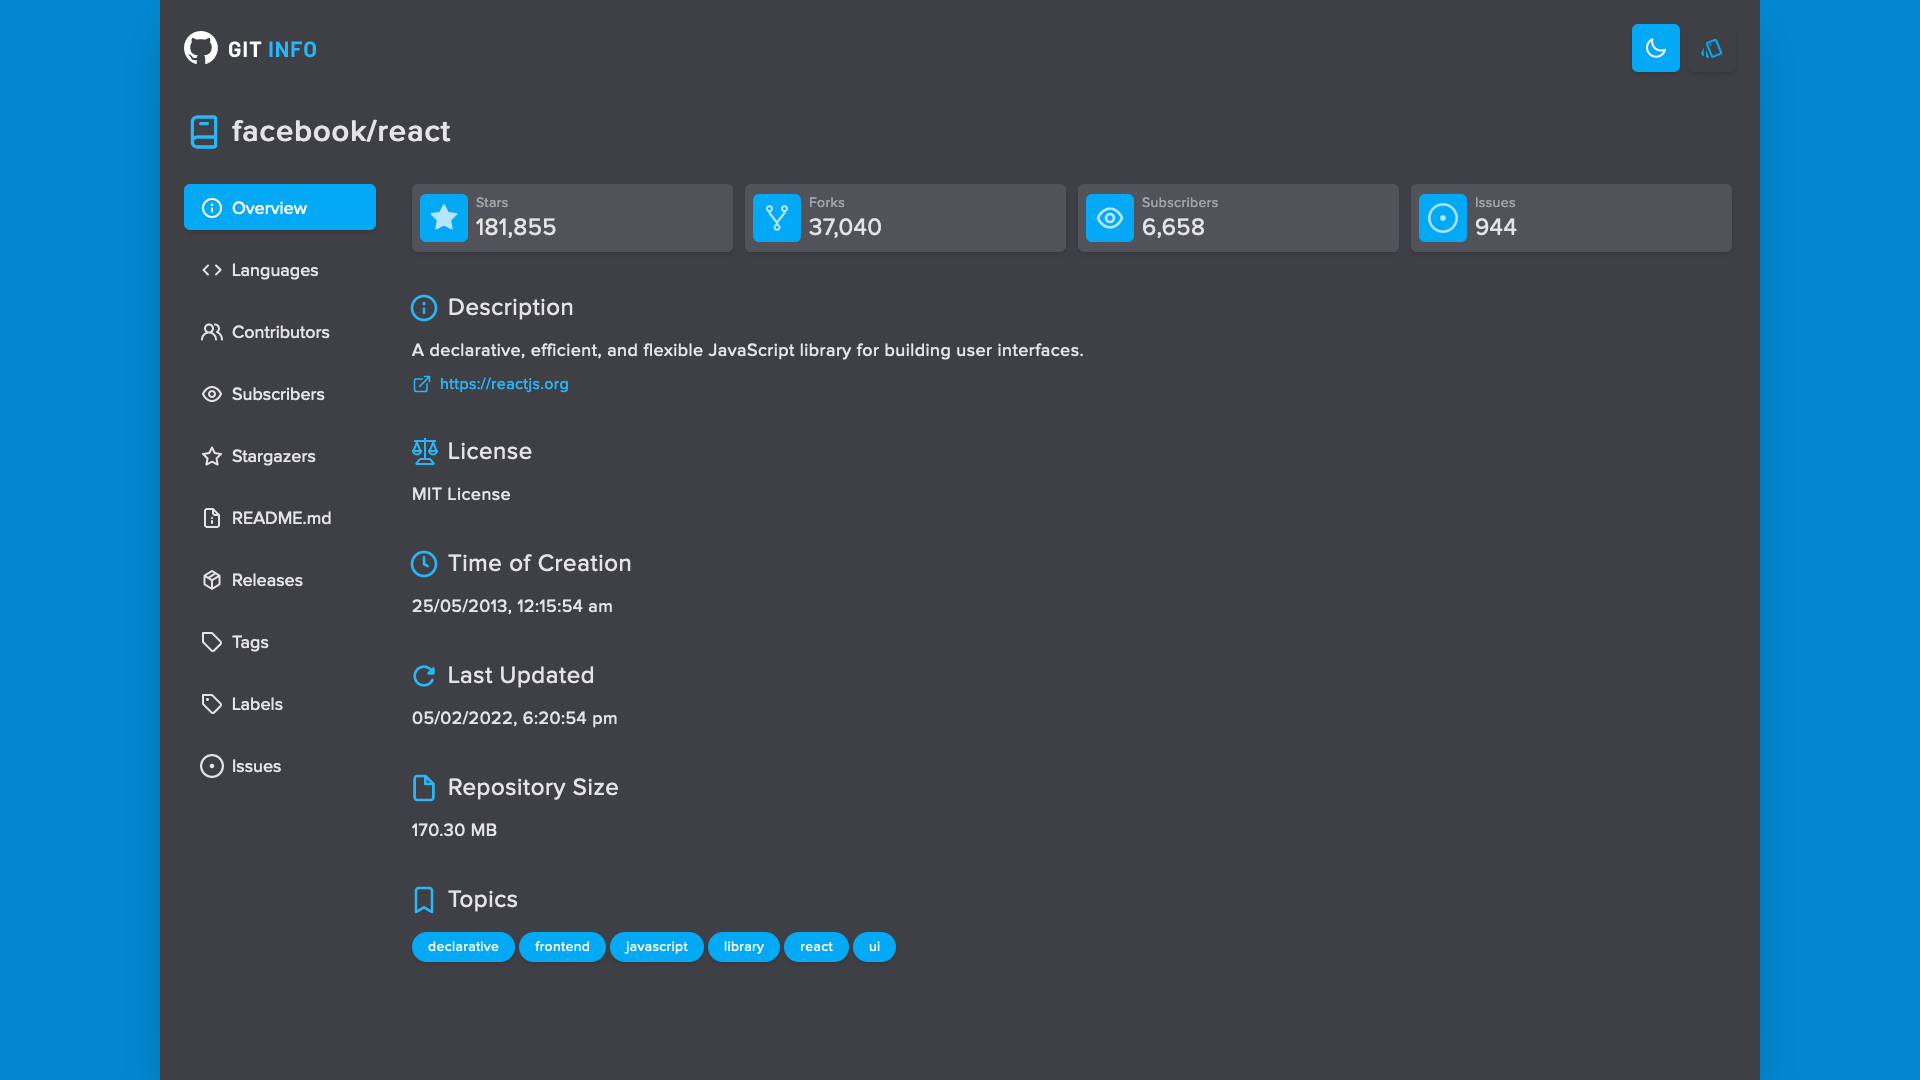 GIT INFO
facebook/react
Overview
Languages
Contributors
Subscribers
Stargazers
README.md
Releases
Tags
Labels
Issues
Stars
181,855
Forks
37,040
Subscribers
6,658
Issues
944
Description
A declarative, efficient, and flexible JavaScript library for building user interfaces.
https://reactjs.org
License
MIT License
Time of Creation
25/05/2013, 12:15:54 am
Last Updated
05/02/2022, 6:20:54 pm
Repository Size
170.30 MB
Topics
declarative frontend javascript library react ui